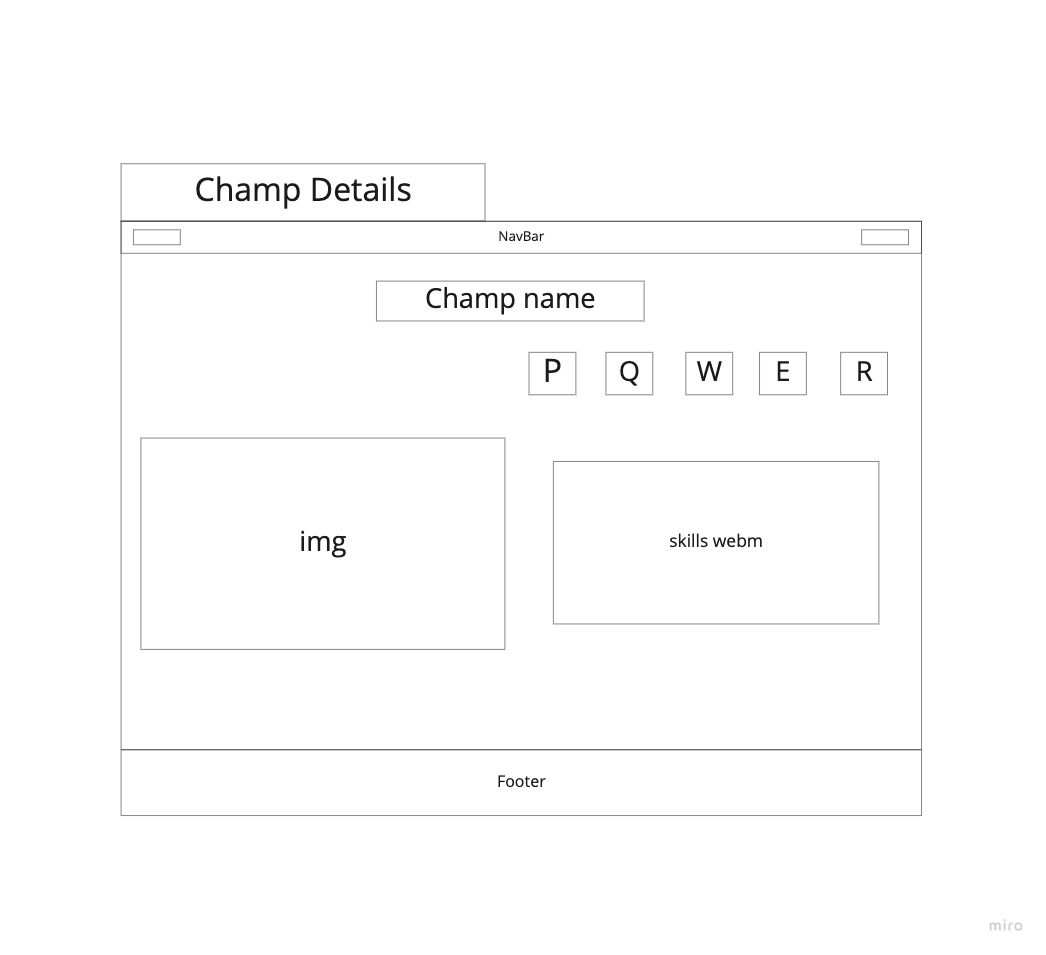 Champ Details
NavBar
Champ name
P Q W E R
img
skills webm
Footer
miro